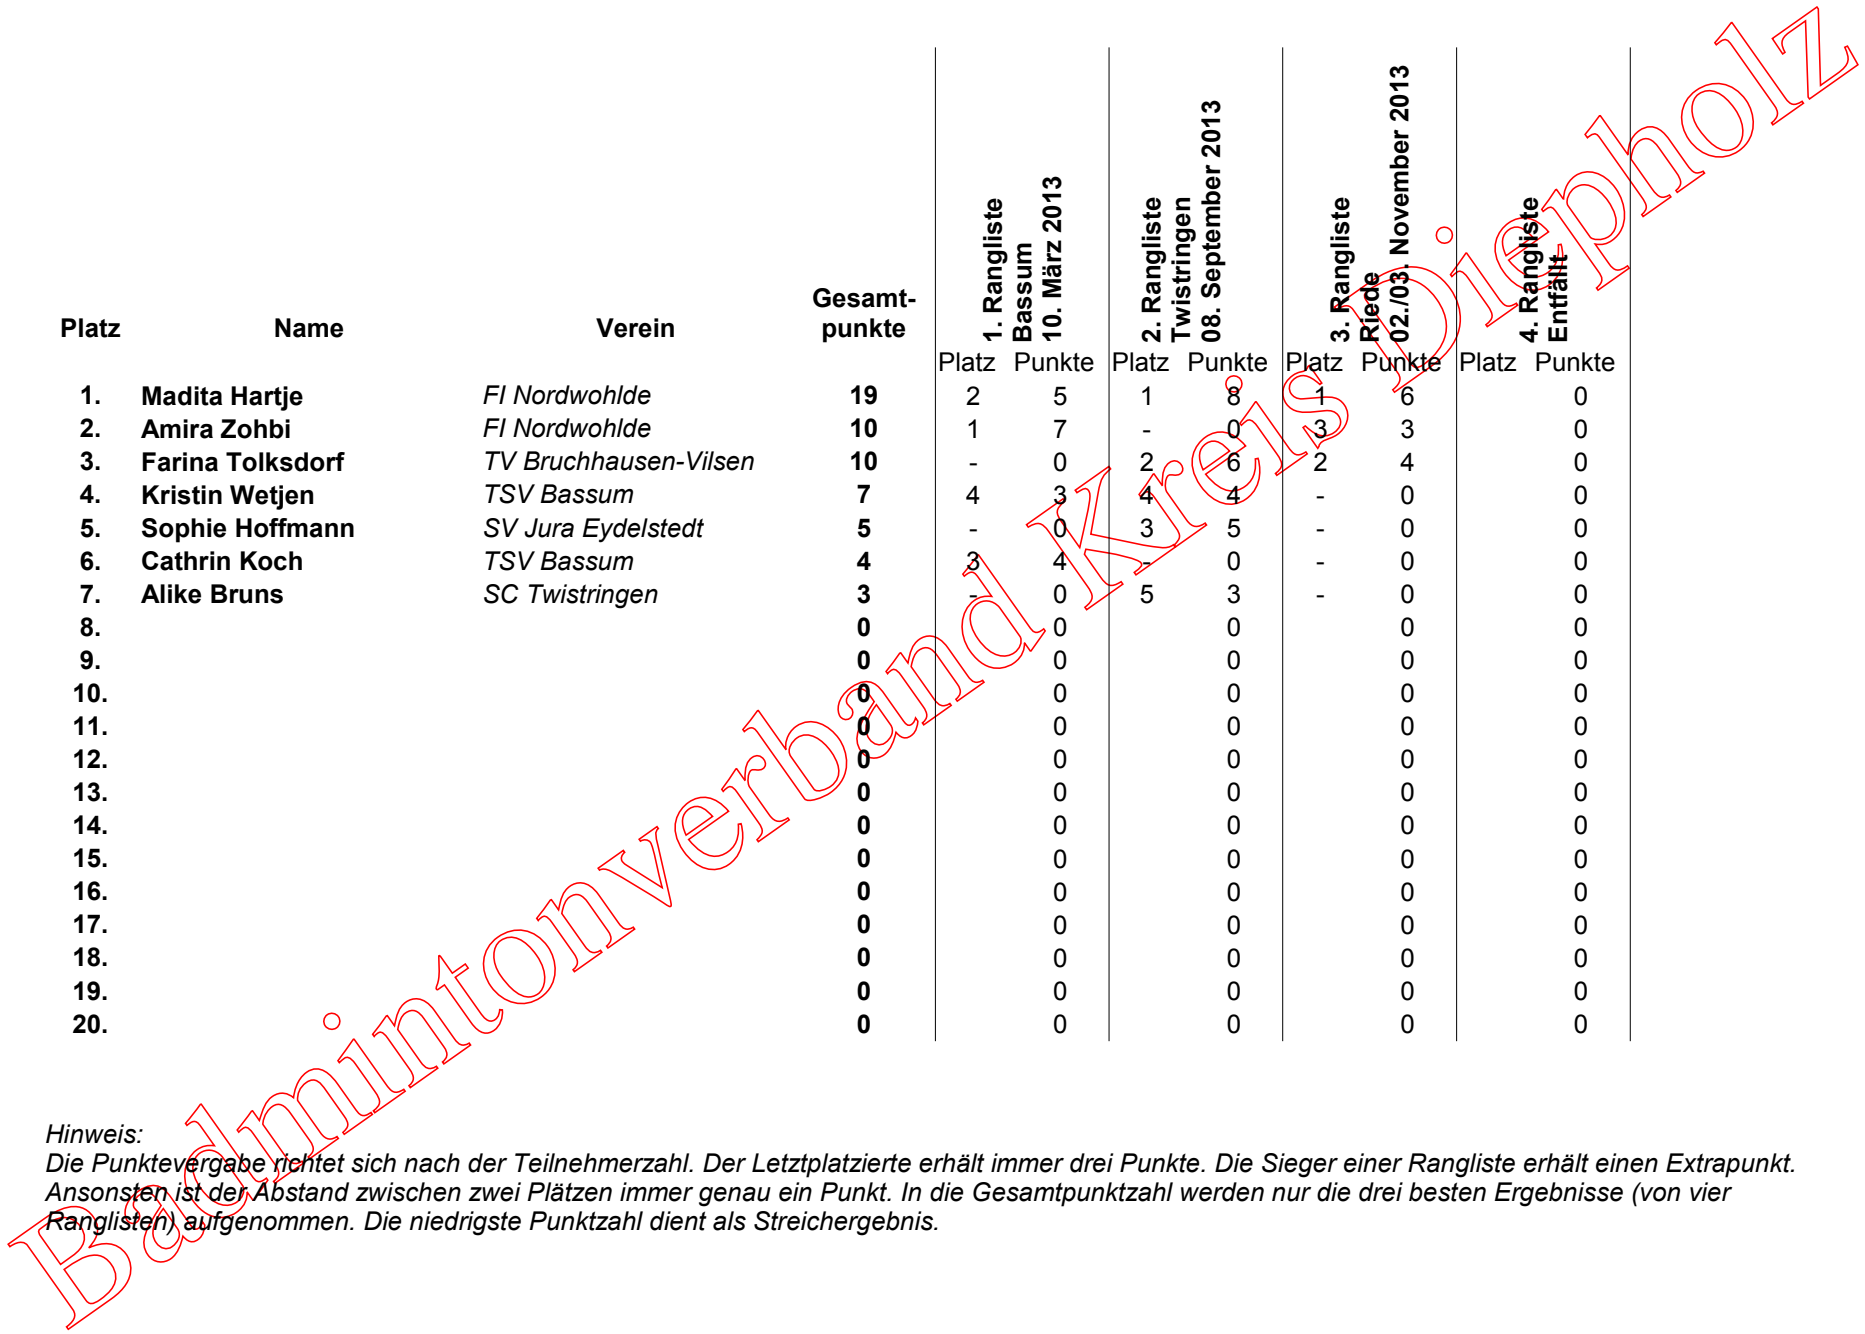 1. Rangliste
Bassum
10. März 2013
2. Rangliste
Twistringen
08. September 2013
3. Rangliste
Riede
02./03. November 2013
4. Rangliste
Entfällt
Platz Name Verein Gesamt-
punkte
Platz Punkte Platz Punkte Platz Punkte Platz Punkte
1. Madita Hartje FI Nordwohlde 19 2 5 1 8 1 6 0
2. Amira Zohbi FI Nordwohlde 10 1 7 - 0 3 3 0
3. Farina Tolksdorf TV Bruchhausen-Vilsen 10 - 0 2 6 2 4 0
4. Kristin Wetjen TSV Bassum 7 4 3 4 4 - 0 0
5. Sophie Hoffmann SV Jura Eydelstedt 5 - 0 3 5 - 0 0
6. Cathrin Koch TSV Bassum 4 3 4 - 0 - 0 0
7. Alike Bruns SC Twistringen 3 - 0 5 3 - 0 0
8. 0 0 0 0 0
9. 0 0 0 0 0
10. 0 0 0 0 0
11. 0 0 0 0 0
12. 0 0 0 0 0
13. 0 0 0 0 0
14. 0 0 0 0 0
15. 0 0 0 0 0
16. 0 0 0 0 0
17. 0 0 0 0 0
18. 0 0 0 0 0
19. 0 0 0 0 0
20. 0 0 0 0 0
Hinweis:
Die Punktevergabe richtet sich nach der Teilnehmerzahl. Der Letztplatzierte erhält immer drei Punkte. Die Sieger einer Rangliste erhält einen Extrapunkt.
Ansonsten ist der Abstand zwischen zwei Plätzen immer genau ein Punkt. In die Gesamtpunktzahl werden nur die drei besten Ergebnisse (von vier
Ranglisten) aufgenommen. Die niedrigste Punktzahl dient als Streichergebnis.
Badmintonverband Kreis Diepholz